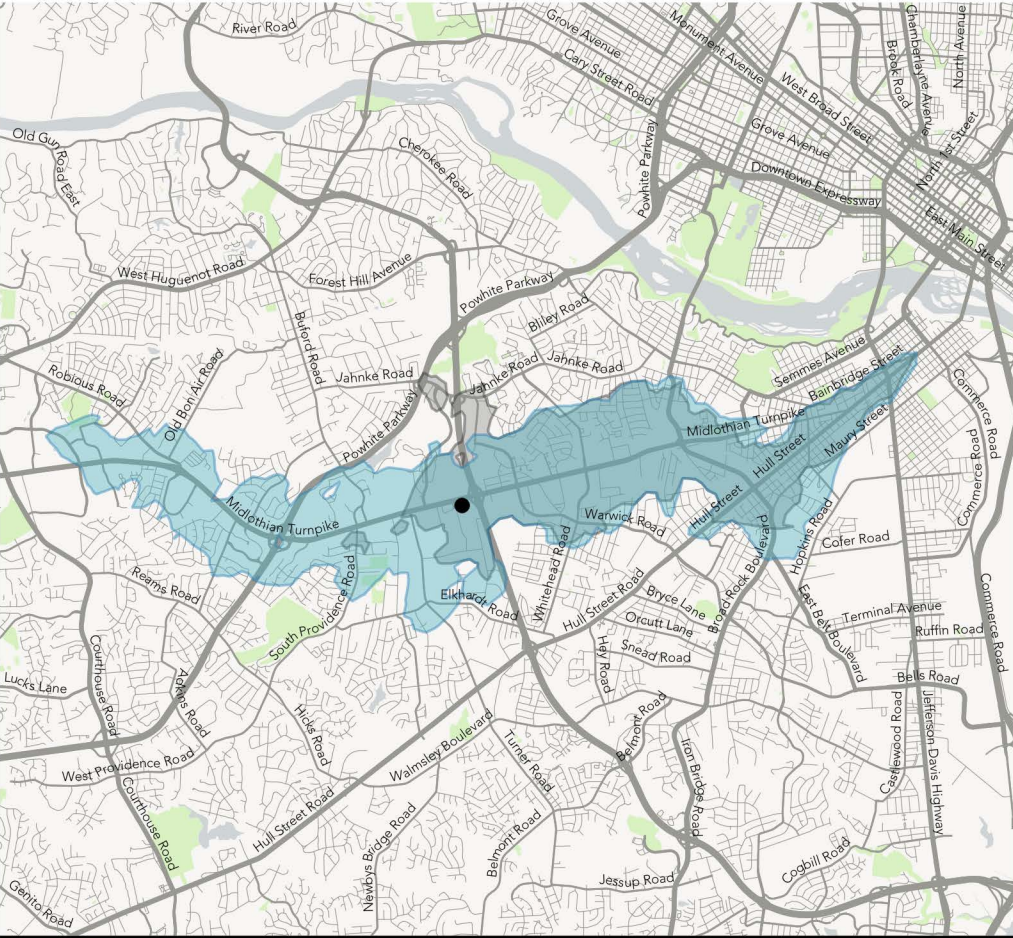 River Road
Grove Avenue
Monument Avenue
Chamberlayne Avenue
North Avenue
Brook Road
Cary Street Road
West Broad Street
Old Gun Road East
Grove Avenue
North 1st Street
Cherokee Road
Powhite Parkway
Downtown Expressway
East Main Street
West Huguenot Road
Forest Hill Avenue
Powhite Parkway
Bliley Road
Buford Road
Jahnke Road
Jahnke Road
Jahnke Road
Semmes Avenue
Bainbridge Street
Robious Road
Old Bon Air Road
Powhite Parkway
Midlothian Turnpike
Maury Street
Commerce Road
Hull Street
Commerce Road
Hull Street
Midlothian Turnpike
Warwick Road
Hopkins Road
Cofer Road
Whitehead Road
Broad Rock Boulevard
Reams Road
South Providence Road
Elkhardt Road
Hull Street Road
Bryce Lane
Orcutt Lane
East Belt Boulevard
Terminal Avenue
Ruffin Road
Commerce Road
Snead Road
Hey Road
Courthouse Road
Lucks Lane
Adkins Road
Bells Road
Hicks Road
Walmsley Boulevard
Turner Road
Belmont Road
Iron Bridge Road
Castlewood Road
Jefferson Davis Highway
West Providence Road
Courthouse Road
Hull Street Road
Newbys Bridge Road
Belmont Road
Cogbill Road
Jessup Road
Genito Road